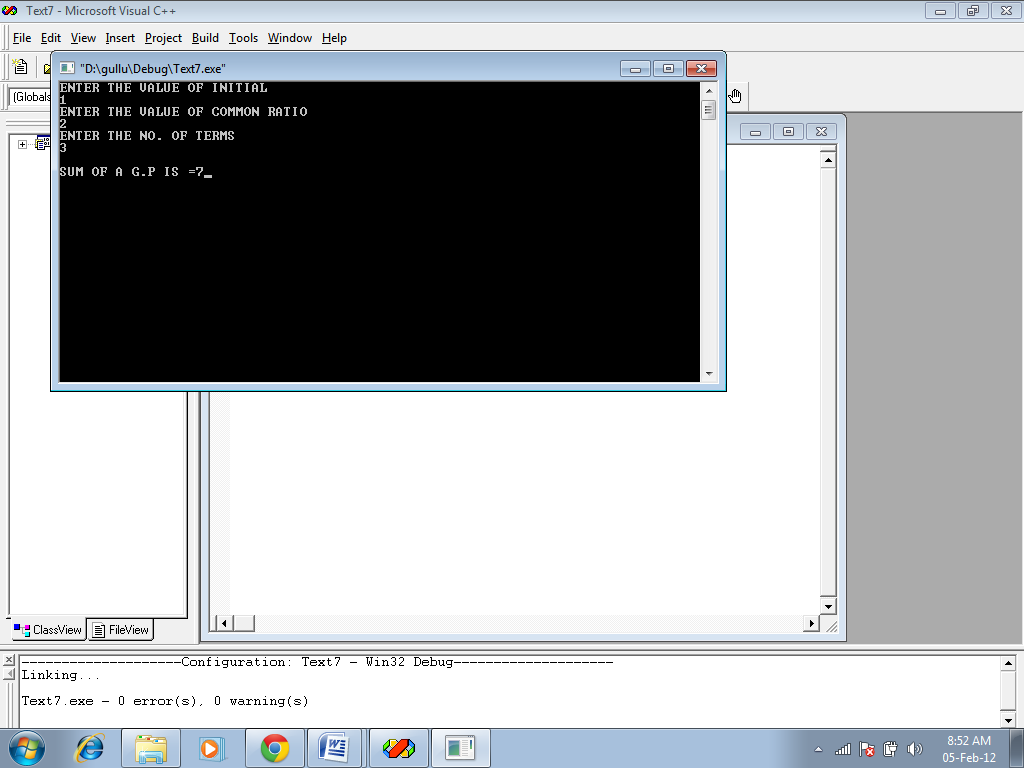 Text7 - Microsoft Visual C++
File Edit View Insert Project Build Tools Window Help
"D:\gullu\Debug\Text7.exe"
(Globals
ENTER THE VALUE OF INITIAL
1
ENTER THE VALUE OF COMMON RATIO
2
ENTER THE NO. OF TERMS
3
SUM OF A G.P IS =7_
ClassView FileView
--------------------Configuration: Text7 - Win32 Debug--------------------
Linking...
Text7.exe - 0 error(s), 0 warning(s)
8:52 AM
05-Feb-12